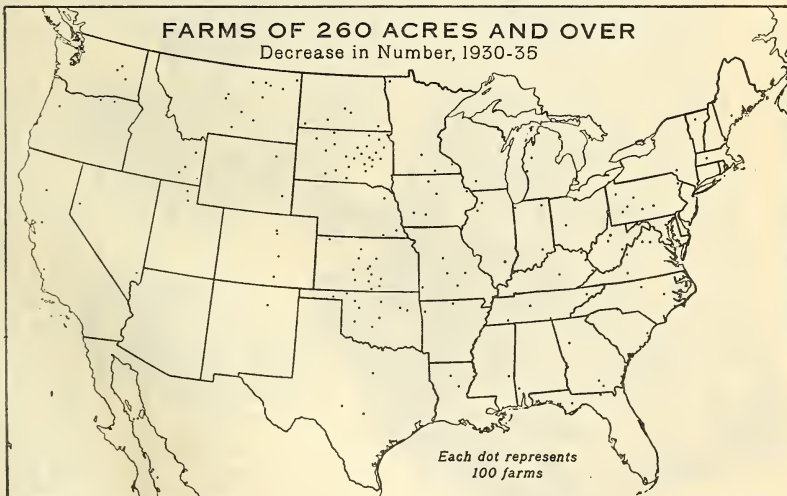 FARMS OF 260 ACRES AND OVER
Decrease in Number, 1930-35
Each dot represents
100 farms